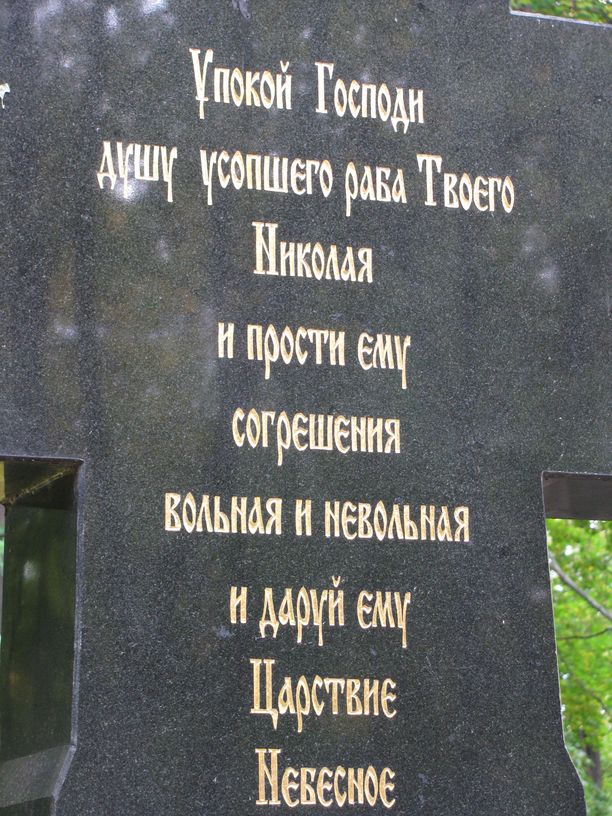 Упокой Господи
душу усопшего раба Твоего
Николая
и прости ему
согрешения
вольная и невольная
и даруй ему
Царствие
Небесное